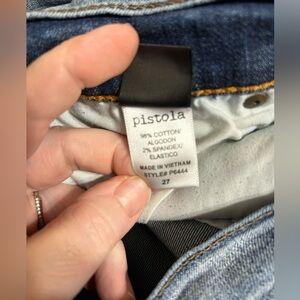 pistola
98% COTTON/
ALGODON
2% SPANDEX/
ELASTICO
MADE IN VIETNAM
STYLE# P6444
27